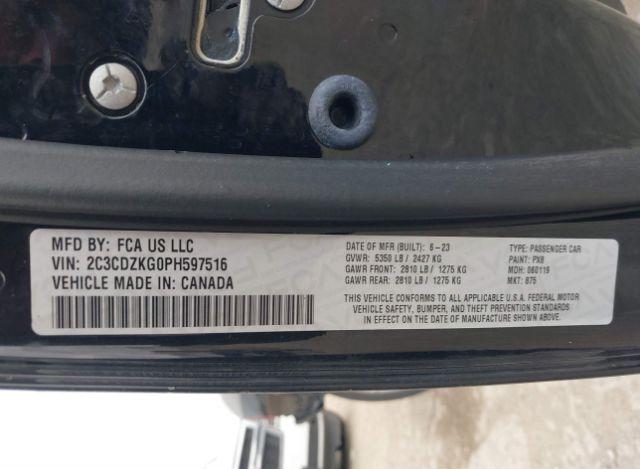 MFD BY: FCA US LLC
VIN: 2C3CDZKG0PH597516
VEHICLE MADE IN: CANADA
DATE OF MFR (BUILT): 6-23
GVWR: 5350 LB / 2427 KG
GAWR FRONT: 2810 LB / 1275 KG
GAWR REAR: 2810 LB / 1275 KG
TYPE: PASSENGER CAR
PAINT: PX8
MDH: 060119
MKT: 875
THIS VEHICLE CONFORMS TO ALL APPLICABLE U.S.A. FEDERAL MOTOR
VEHICLE SAFETY, BUMPER, AND THEFT PREVENTION STANDARDS
IN EFFECT ON THE DATE OF MANUFACTURE SHOWN ABOVE.